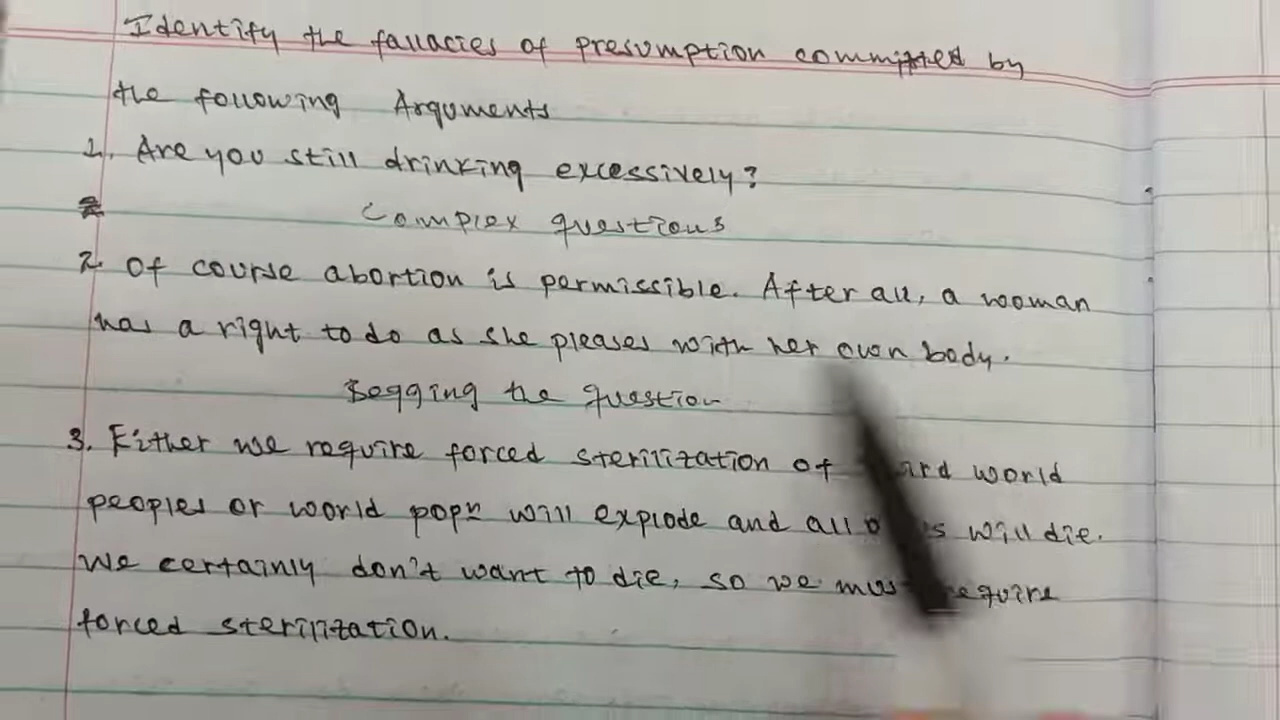 Identify the fallacies of presumption committed by
the following Arguments
1. Are you still drinking excessively?
Complex questions
2. Of course abortion is permissible. After all, a woman
has a right to do as she pleases with her own body.
Begging the question
3. Either we require forced sterilization of world
peoples or world popn will explode and all will die.
We certainly don't want to die, so we
forced sterilization.